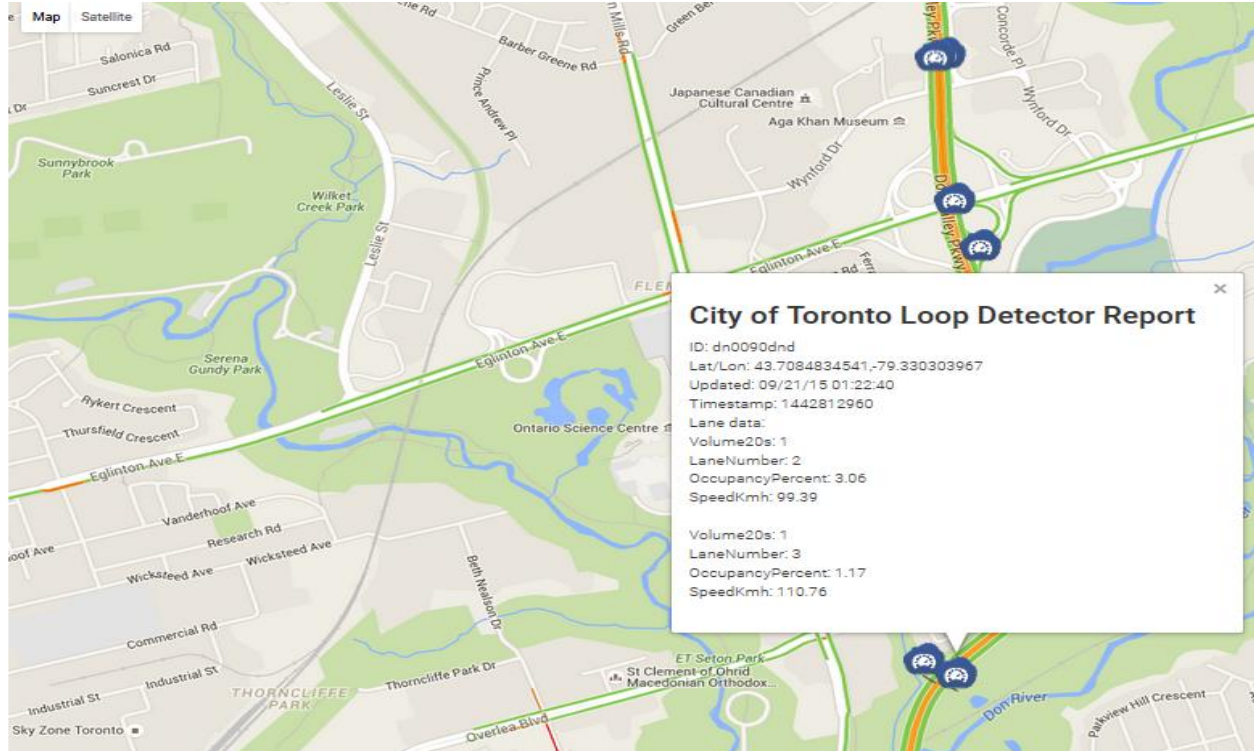 Map Satellite
Salonica Rd
Suncrest Dr
Dr
Leslie St
Barber Greene Rd
Prince Andrew Pl
Green Bel
Japanese Canadian
Cultural Centre
Aga Khan Museum
Concorde Pl
Wynford Dr
Wynford Dr
Sunnybrook
Park
Wilket
Creek Park
Leslie St
Eglinton Ave E
Eglinton Ave E
Serena
Gundy Park
Rykert Crescent
Thursfield Crescent
Eglinton Ave E
Ontario Science Centre
City of Toronto Loop Detector Report
ID: dn0090dnd
Lat/Lon: 43.7084834541,-79.330303967
Updated: 09/21/15 01:22:40
Timestamp: 1442812960
Lane data:
Volume20s: 1
LaneNumber: 2
OccupancyPercent: 3.06
SpeedKmh: 99.39
Volume20s: 1
LaneNumber: 3
OccupancyPercent: 1.17
SpeedKmh: 110.76
Vanderhoof Ave
Research Rd
oof Ave
Wicksteed Ave
Wicksteed Ave
Beth Nealson Dr
Commercial Rd
Industrial St
Industrial St
THORNCLIFFE
PARK
Thorncliffe Park Dr
ET Seton Park
St Clement of Ohrid
Macedonian Orthodox...
Overlea Blvd
Don River
Parkview Hill Crescent
Sky Zone Toronto